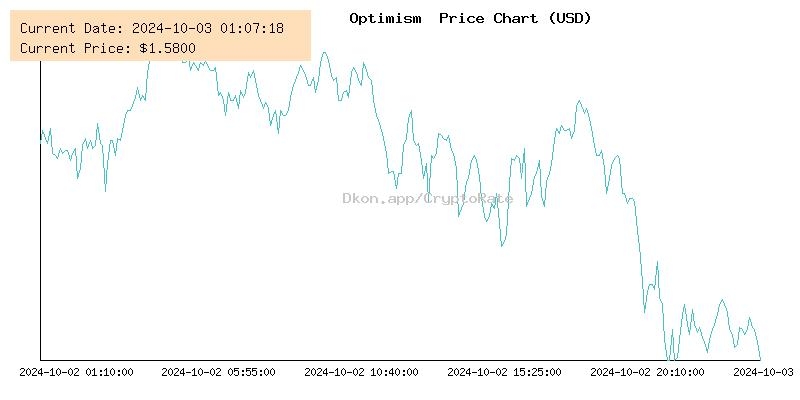 Optimism  Price Chart (USD)
Current Date: 2024-10-03 01:07:18
Current Price: $1.5800
Dkon.app/CryptoRate
2024-10-02 01:10:00 2024-10-02 05:55:00 2024-10-02 10:40:00 2024-10-02 15:25:00 2024-10-02 20:10:00 2024-10-03